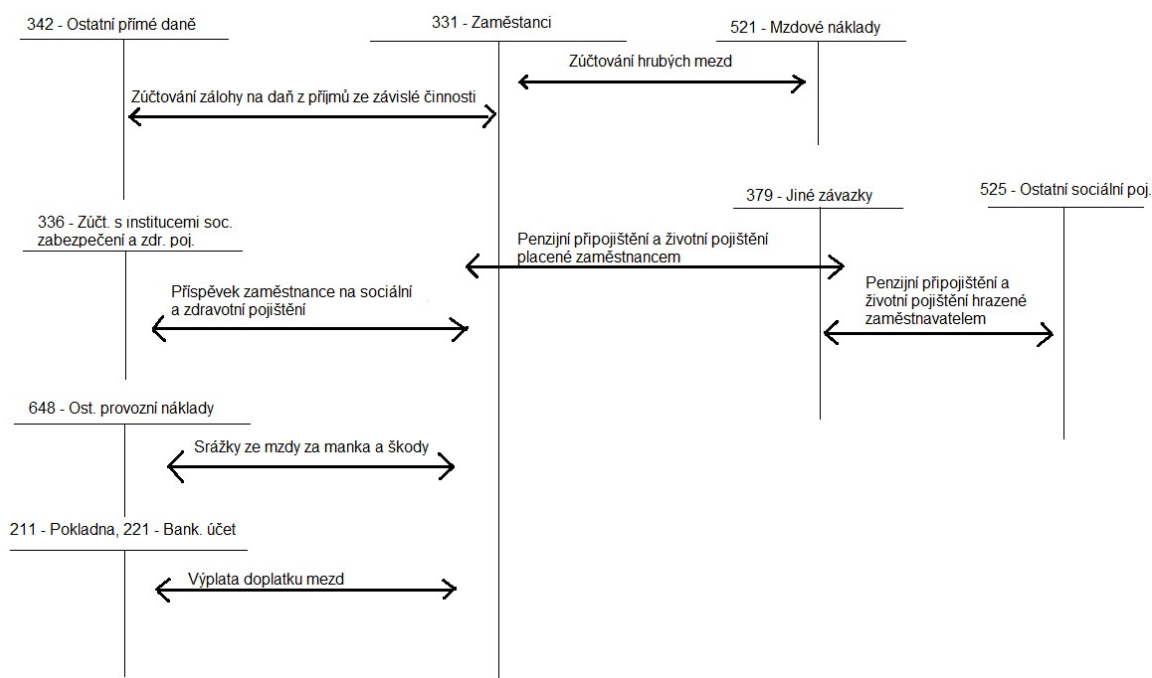 342 - Ostatní přímé daně
331 - Zaměstanci
521 - Mzdové náklady
Zúčtování hrubých mezd
Zúčtování zálohy na daň z příjmů ze závislé činnosti
379 - Jiné závazky
525 - Ostatní sociální poj.
336 - Zúčt. s institucemi soc.
zabezpečení a zdr. poj.
Penzijní připojištění a životní pojištění
placené zaměstnancem
Příspěvek zaměstnance na sociální
a zdravotní pojištění
Penzijní připojištění a
životní pojištění hrazené
zaměstnavatelem
648 - Ost. provozní náklady
Srážky ze mzdy za manka a škody
211 - Pokladna, 221 - Bank. účet
Výplata doplatku mezd